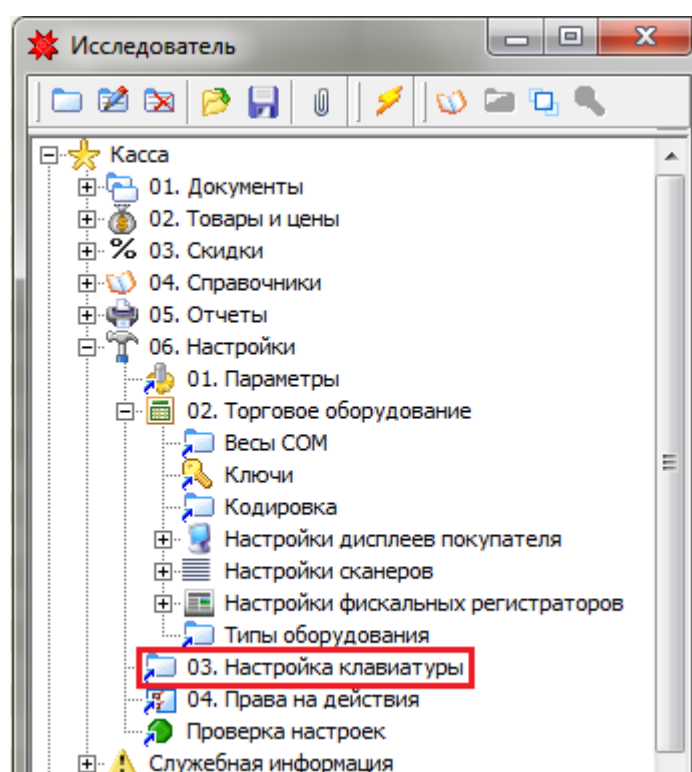 Исследователь
Касса
01. Документы
02. Товары и цены
03. Скидки
04. Справочники
05. Отчеты
06. Настройки
01. Параметры
02. Торговое оборудование
Весы COM
Ключи
Кодировка
Настройки дисплеев покупателя
Настройки сканеров
Настройки фискальных регистраторов
Типы оборудования
03. Настройка клавиатуры
04. Права на действия
Проверка настроек
Служебная информация